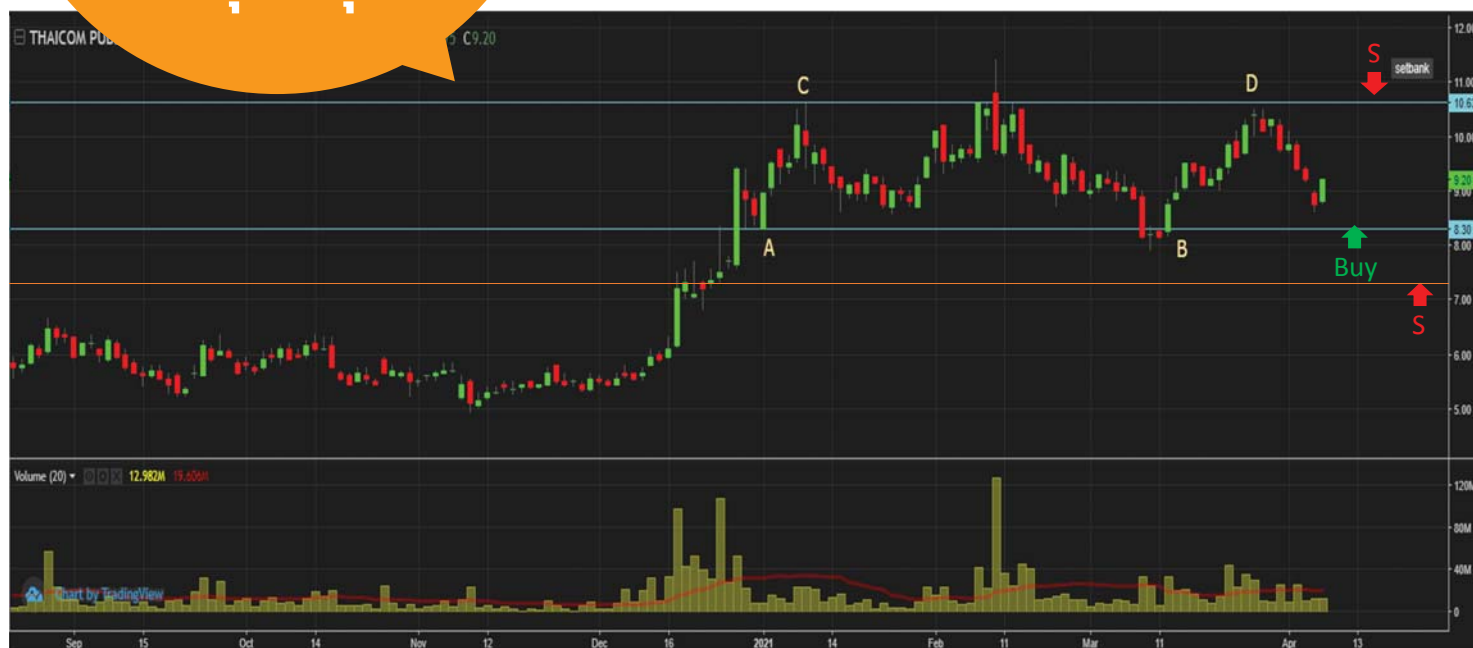 THAICOM PUB
C9.20
12.00
S
setbank
C
D
11.00
10.63
10.00
9.20
9.00
8.30
A
B
8.00
Buy
7.00
S
6.00
5.00
Volume (20) 12.982M 19.606M
120M
80M
40M
Chart by TradingView
0
Sep 15 Oct 14 Nov 12 Dec 16 2021 14 Feb 11 Mar 11 Apr 13